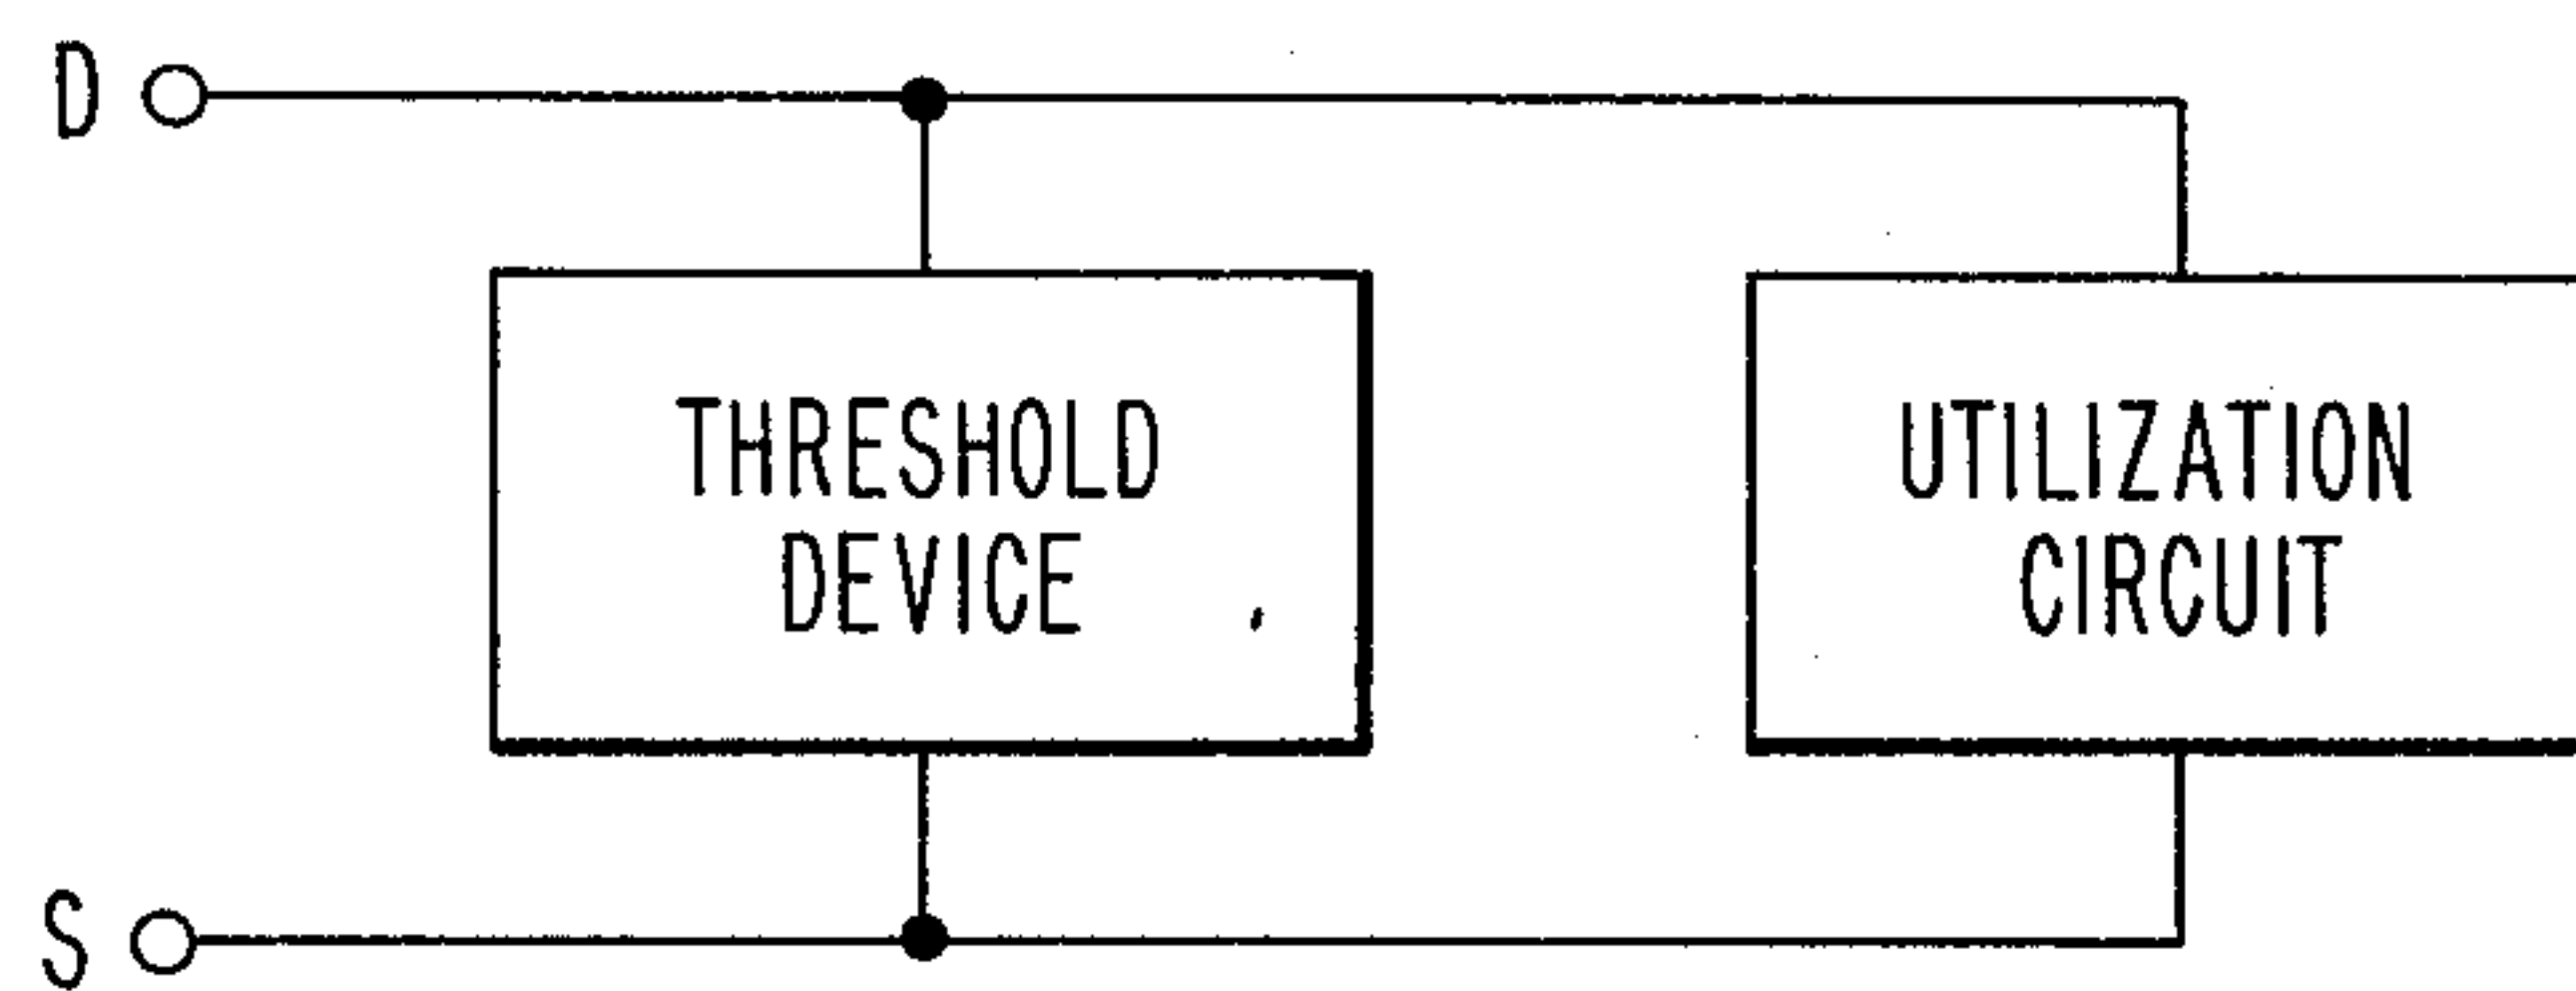 D
THRESHOLD
DEVICE
UTILIZATION
CIRCUIT
S